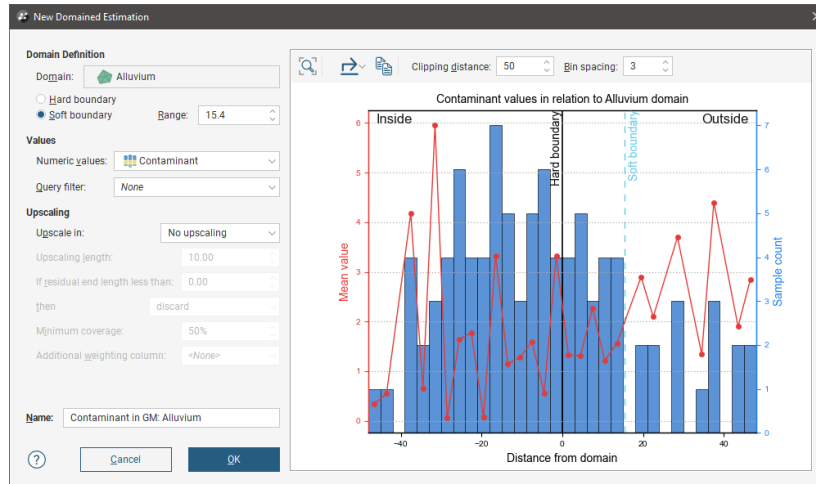 New Domained Estimation
Domain Definition
Domain: Alluvium
Hard boundary
Soft boundary Range: 15.4
Values
Numeric values: Contaminant
Query filter: None
Upscaling
Upscale in: No upscaling
Upscaling length: 10.00
If residual end length less than: 0.00
then discard
Minimum coverage: 50%
Additional weighting column: <None>
Name: Contaminant in GM: Alluvium
Cancel OK
Clipping distance: 50 Bin spacing: 3
Contaminant values in relation to Alluvium domain
Inside Outside
Hard boundary
Soft boundary
Mean value
6
5
4
3
2
1
0
Sample count
7
6
5
4
3
2
1
0
-40 -20 0 20 40
Distance from domain